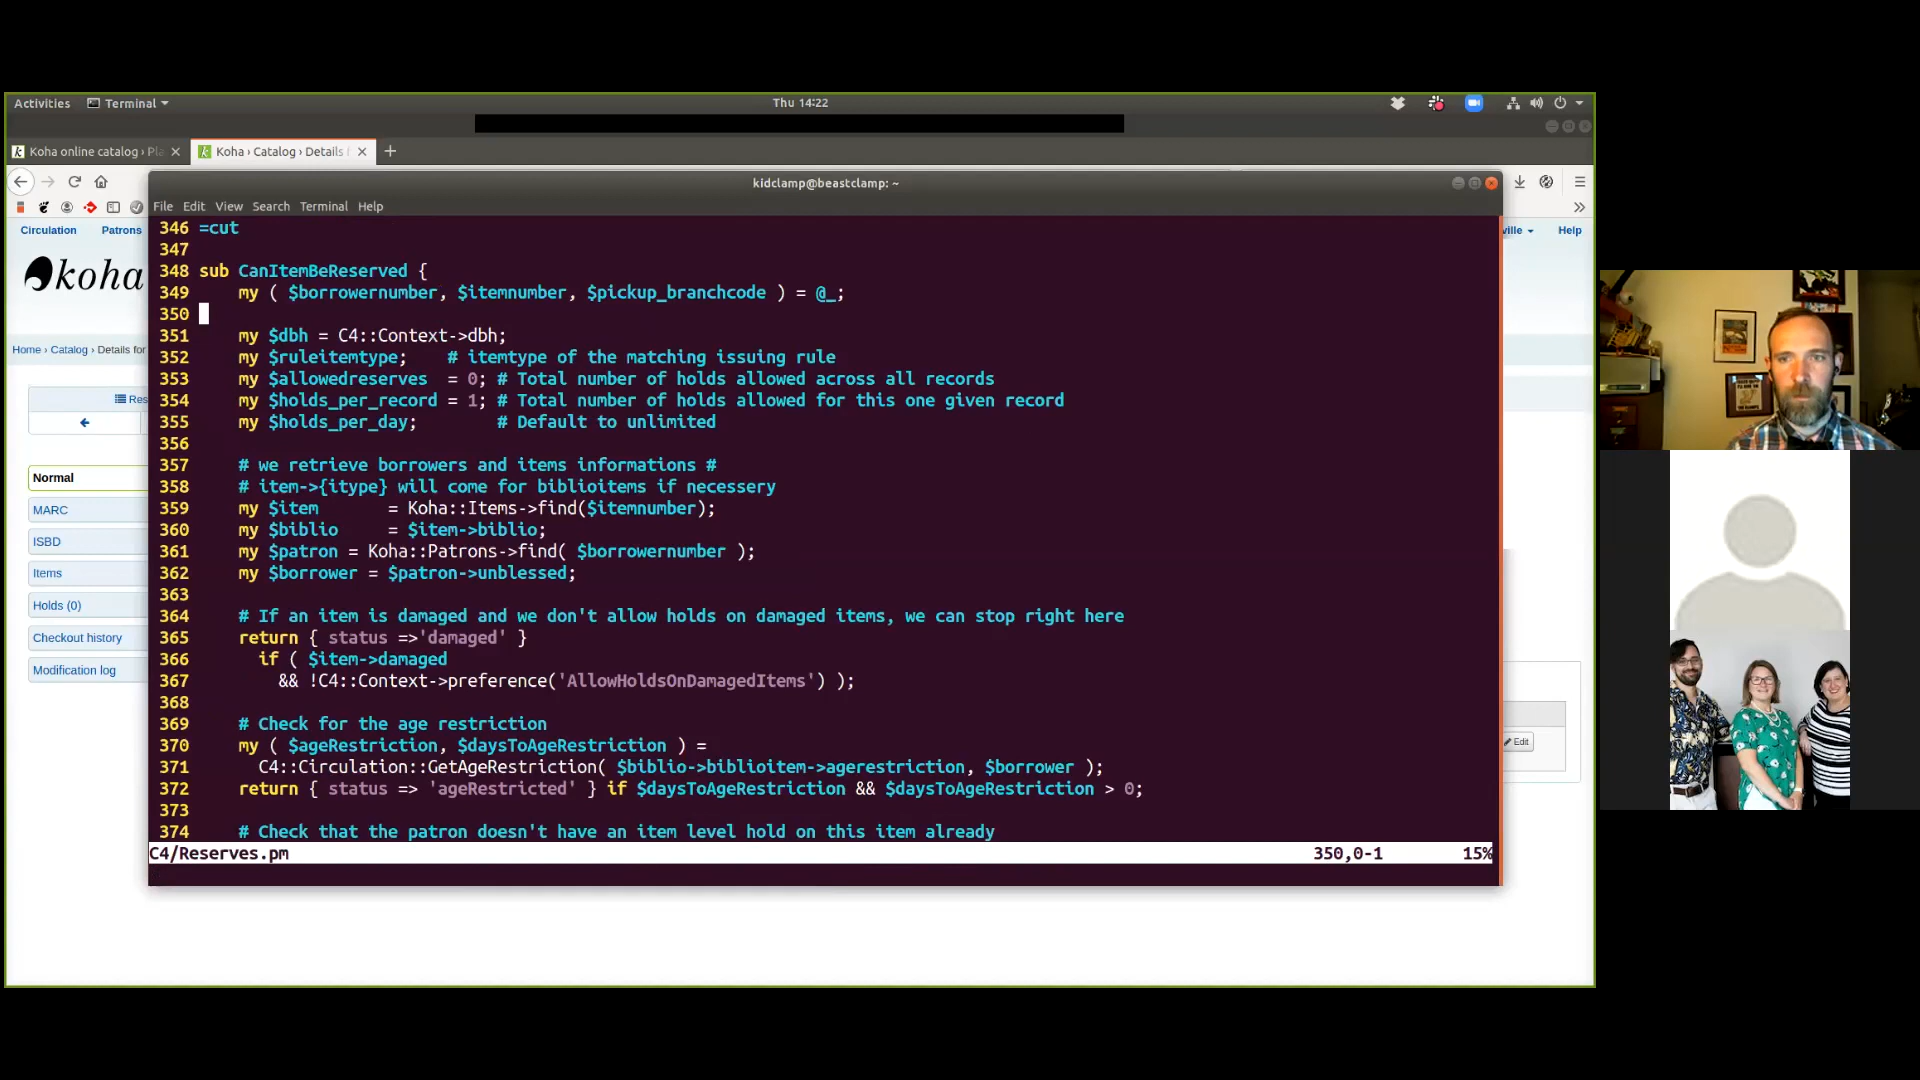 Activities Terminal Thu 14:22
Koha online catalog › Pla Koha › Catalog › Details f
kidclamp@beastclamp: ~
File Edit View Search Terminal Help
Circulation Patrons
ville Help
koha
Home › Catalog › Details for
Res
Normal
MARC
ISBD
Items
Holds (0)
Checkout history
Modification log
Edit
346 =cut
347
348 sub CanItemBeReserved {
349 my ( $borrowernumber, $itemnumber, $pickup_branchcode ) = @_;
350
351 my $dbh = C4::Context->dbh;
352 my $ruleitemtype; # itemtype of the matching issuing rule
353 my $allowedreserves = 0; # Total number of holds allowed across all records
354 my $holds_per_record = 1; # Total number of holds allowed for this one given record
355 my $holds_per_day; # Default to unlimited
356
357 # we retrieve borrowers and items informations #
358 # item->{itype} will come for biblioitems if necessery
359 my $item = Koha::Items->find($itemnumber);
360 my $biblio = $item->biblio;
361 my $patron = Koha::Patrons->find( $borrowernumber );
362 my $borrower = $patron->unblessed;
363
364 # If an item is damaged and we don't allow holds on damaged items, we can stop right here
365 return { status =>'damaged' }
366 if ( $item->damaged
367 && !C4::Context->preference('AllowHoldsOnDamagedItems') );
368
369 # Check for the age restriction
370 my ( $ageRestriction, $daysToAgeRestriction ) =
371 C4::Circulation::GetAgeRestriction( $biblio->biblioitem->agerestriction, $borrower );
372 return { status => 'ageRestricted' } if $daysToAgeRestriction && $daysToAgeRestriction > 0;
373
374 # Check that the patron doesn't have an item level hold on this item already
C4/Reserves.pm 350,0-1 15%